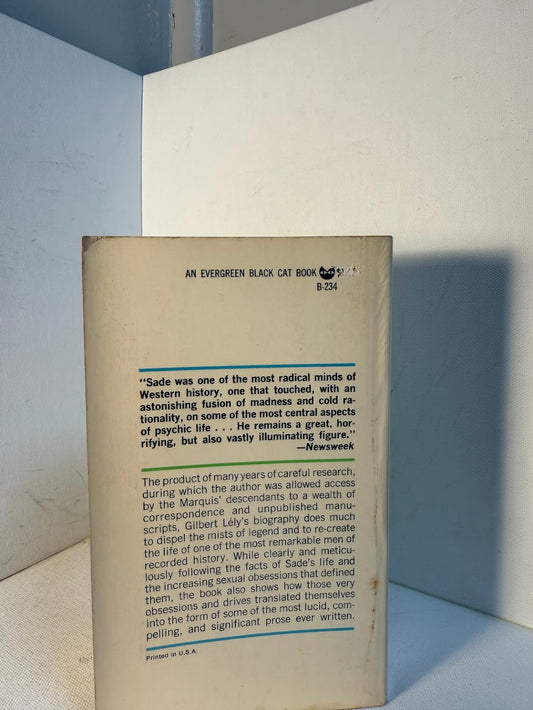 AN EVERGREEN BLACK CAT BOOK
B-234
"Sade was one of the most radical minds of
Western history, one that touched, with an
astonishing fusion of madness and cold ra-
tionality, on some of the most central aspects
of psychic life . . . He remains a great, hor-
rifying, but also vastly illuminating figure."
—Newsweek
The product of many years of careful research,
during which the author was allowed access
by the Marquis' descendants to a wealth of
correspondence and unpublished manu-
scripts, Gilbert Lély's biography does much
to dispel the mists of legend and to re-create
the life of one of the most remarkable men of
recorded history. While clearly and meticu-
lously following the facts of Sade's life and
the increasing sexual obsessions that defined
them, the book also shows how those very
obsessions and drives translated themselves
into the form of some of the most lucid, com-
pelling, and significant prose ever written.
Printed in U.S.A.